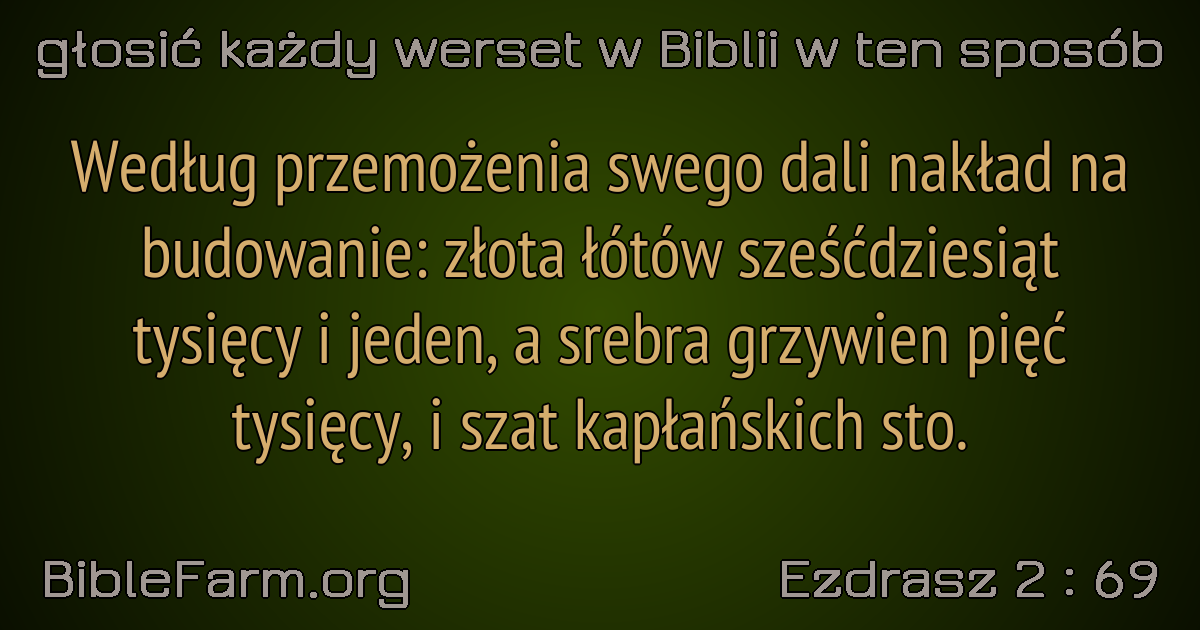 głosić każdy werset w Biblii w ten sposób
Według przemożenia swego dali nakład na
budowanie: złota łótów sześćdziesiąt
tysięcy i jeden, a srebra grzywien pięć
tysięcy, i szat kapłańskich sto.
BibleFarm.org
Ezdrasz 2 : 69